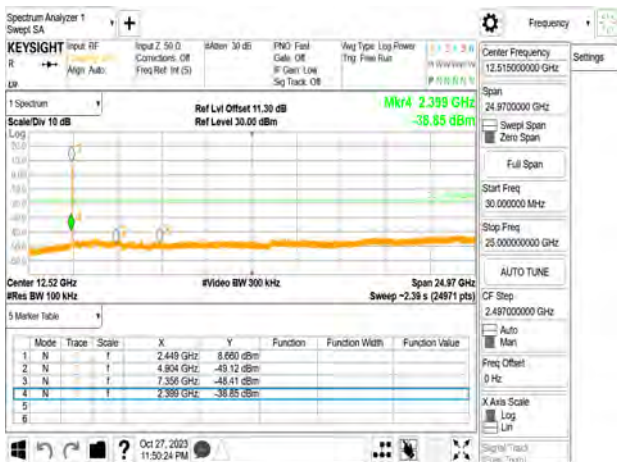 Spectrum Analyzer 1
Swept SA
+
Frequency
KEYSIGHT Input: RF
Input Z: 50 Ω
#Atten: 30 dB
PNO: Fast
Avg Type: Log-Power
R
Corrections: Off
Gate: Off
Trig: Free Run
Align: Auto
Freq Ref: Int (S)
IF Gain: Low
Sig Track: Off
P N N N N N
Center Frequency
12.515000000 GHz
Settings
Span
24.9700000 GHz
Swept Span
Zero Span
Full Span
Start Freq
30.000000 MHz
Stop Freq
25.000000000 GHz
AUTO TUNE
CF Step
2.497000000 GHz
Auto
Man
Freq Offset
0 Hz
X Axis Scale
Log
Lin
Signal Track
1 Spectrum
Scale/Div 10 dB
Ref Lvl Offset 11.30 dB
Ref Level 30.00 dBm
Mkr4 2.399 GHz
-38.85 dBm
Log
Center 12.52 GHz
#Res BW 100 kHz
#Video BW 300 kHz
Span 24.97 GHz
Sweep ~2.39 s (24971 pts)
5 Marker Table
Mode Trace Scale X Y Function Function Width Function Value
1 N f 2.449 GHz 8.660 dBm
2 N f 4.904 GHz -49.12 dBm
3 N f 7.356 GHz -48.41 dBm
4 N f 2.399 GHz -38.85 dBm
5
6
? Oct 27, 2023
11:50:24 PM